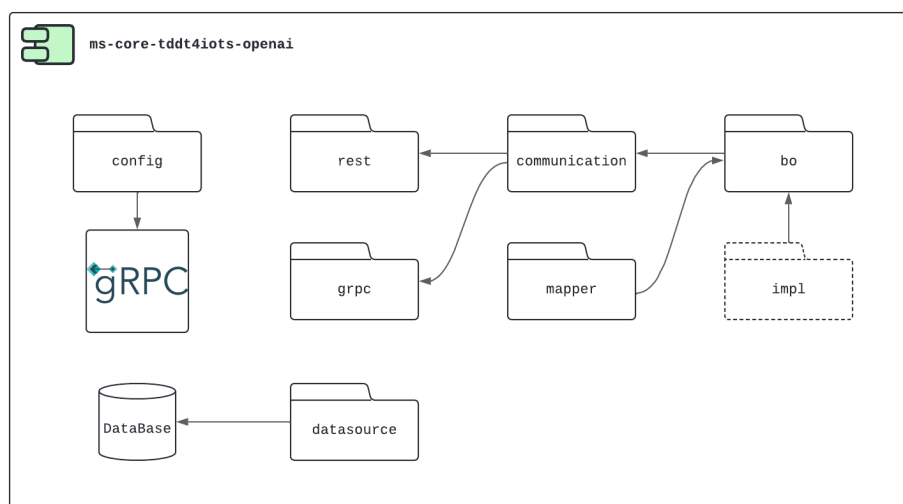 ms-core-tddt4iots-openai
config
rest
communication
bo
gRPC
grpc
mapper
impl
DataBase
datasource